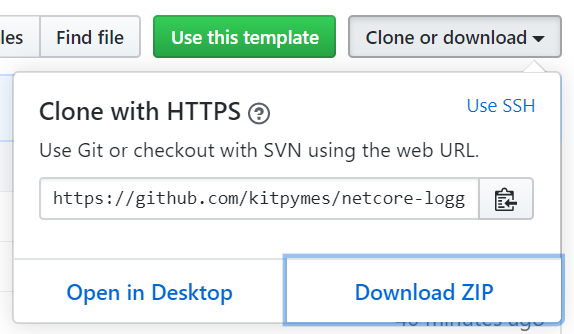 les Find file Use this template Clone or download
Clone with HTTPS ?
Use SSH
Use Git or checkout with SVN using the web URL.
https://github.com/kitpymes/netcore-logg
Open in Desktop Download ZIP
minutes ago